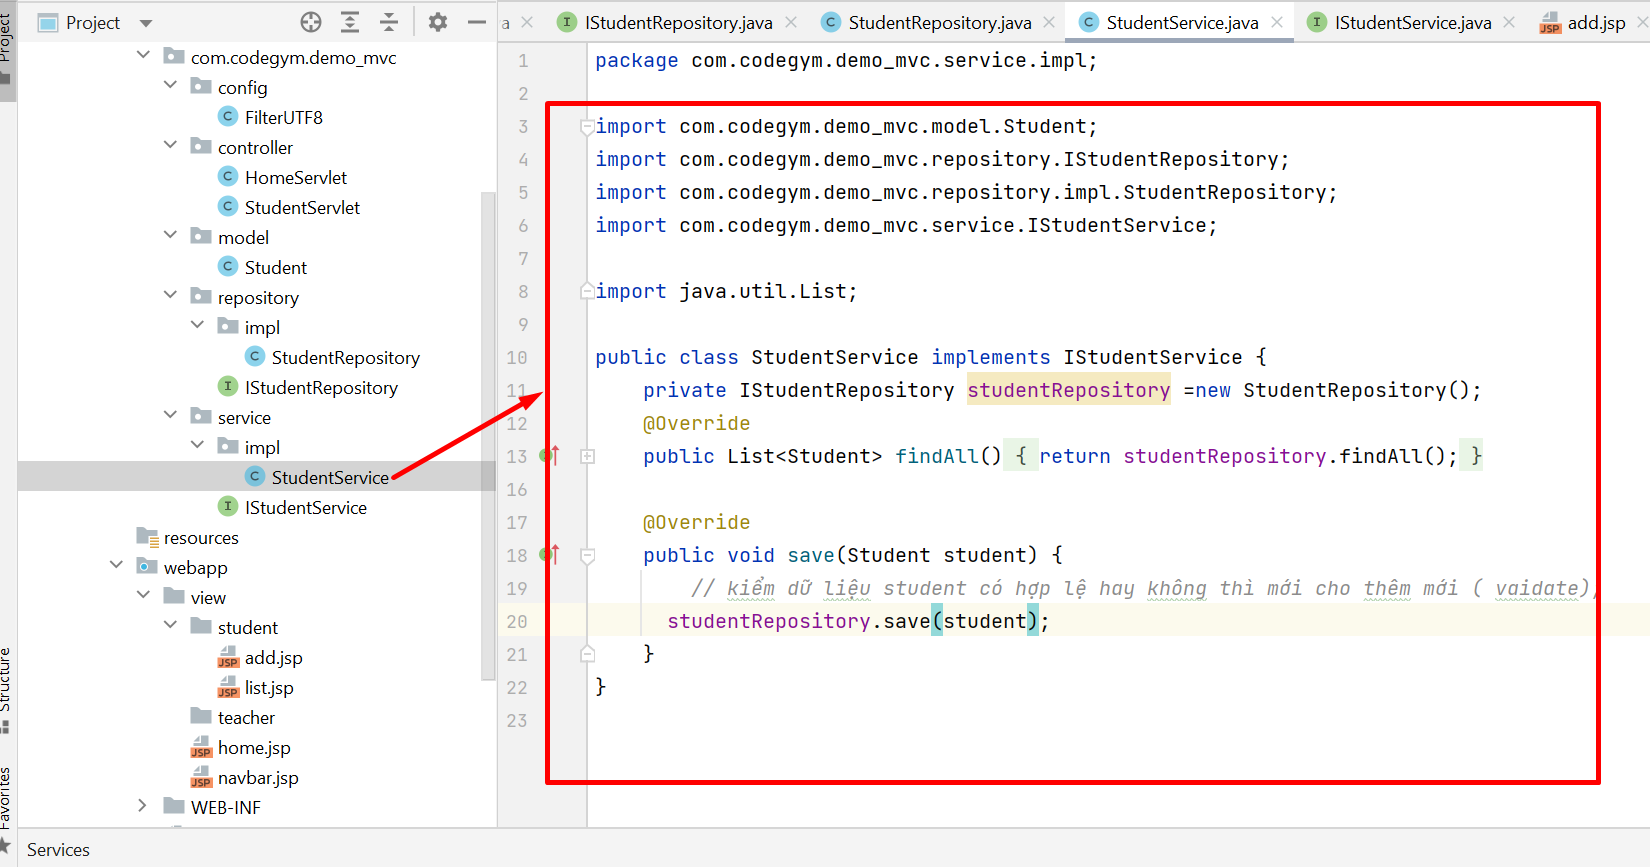 Project
a
IStudentRepository.java
StudentRepository.java
StudentService.java
IStudentService.java
add.jsp
Project
com.codegym.demo_mvc
config
FilterUTF8
controller
HomeServlet
StudentServlet
model
Student
repository
impl
StudentRepository
IStudentRepository
service
impl
StudentService
IStudentService
resources
webapp
view
student
add.jsp
list.jsp
teacher
home.jsp
navbar.jsp
WEB-INF
Structure
Favorites
Services
1 package com.codegym.demo_mvc.service.impl;
2
3 import com.codegym.demo_mvc.model.Student;
4 import com.codegym.demo_mvc.repository.IStudentRepository;
5 import com.codegym.demo_mvc.repository.impl.StudentRepository;
6 import com.codegym.demo_mvc.service.IStudentService;
7
8 import java.util.List;
9
10 public class StudentService implements IStudentService {
11 private IStudentRepository studentRepository =new StudentRepository();
12 @Override
13 public List<Student> findAll() { return studentRepository.findAll(); }
16
17 @Override
18 public void save(Student student) {
19 // kiểm dữ liệu student có hợp lệ hay không thì mới cho thêm mới ( vaidate)
20 studentRepository.save(student);
21 }
22 }
23